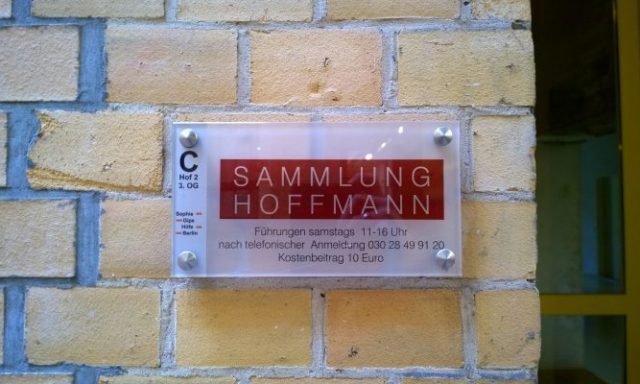 C
Hof 2
3. OG
Sophie
Gips
Höfe
Berlin
SAMMLUNG
HOFFMANN
Führungen samstags 11-16 Uhr
nach telefonischer Anmeldung 030 28 49 91 20
Kostenbeitrag 10 Euro